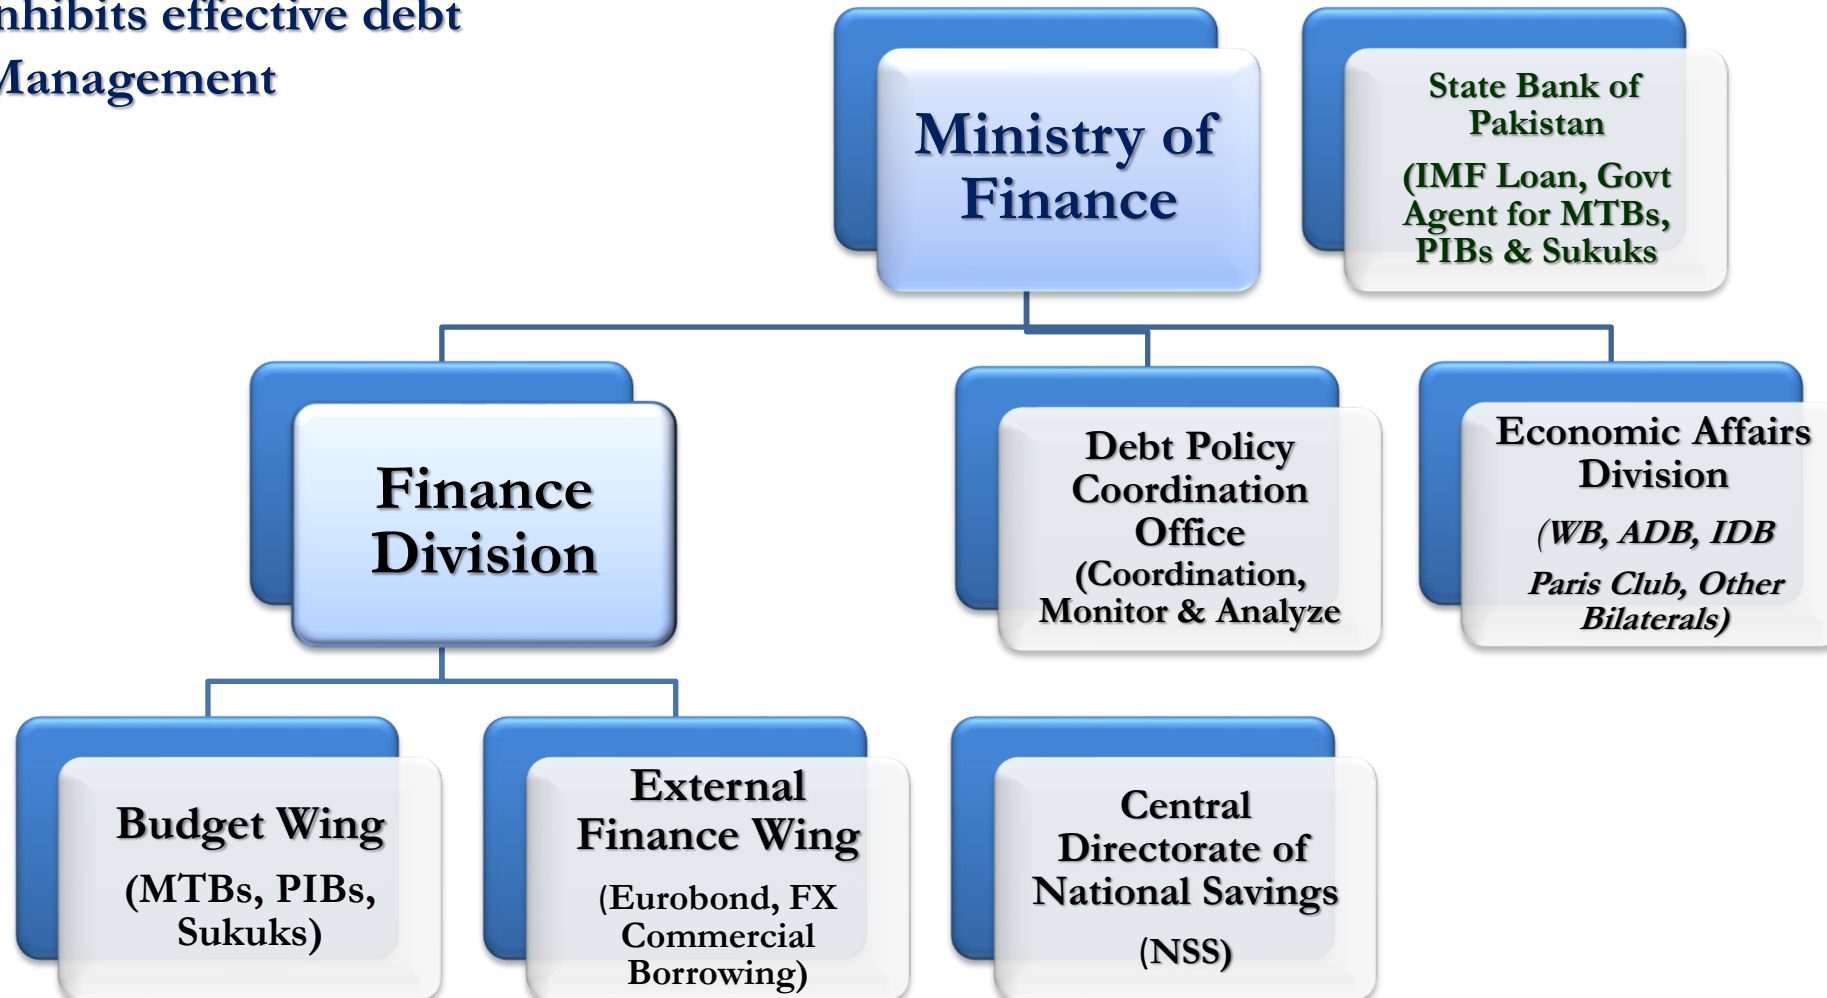 nhibits effective debt
Management
Ministry of
Finance
State Bank of
Pakistan
(IMF Loan, Govt
Agent for MTBs,
PIBs & Sukuks
Finance
Division
Debt Policy
Coordination
Office
(Coordination,
Monitor & Analyze
Economic Affairs
Division
(WB, ADB, IDB
Paris Club, Other
Bilaterals)
Budget Wing
(MTBs, PIBs,
Sukuks)
External
Finance Wing
(Eurobond, FX
Commercial
Borrowing)
Central
Directorate of
National Savings
(NSS)